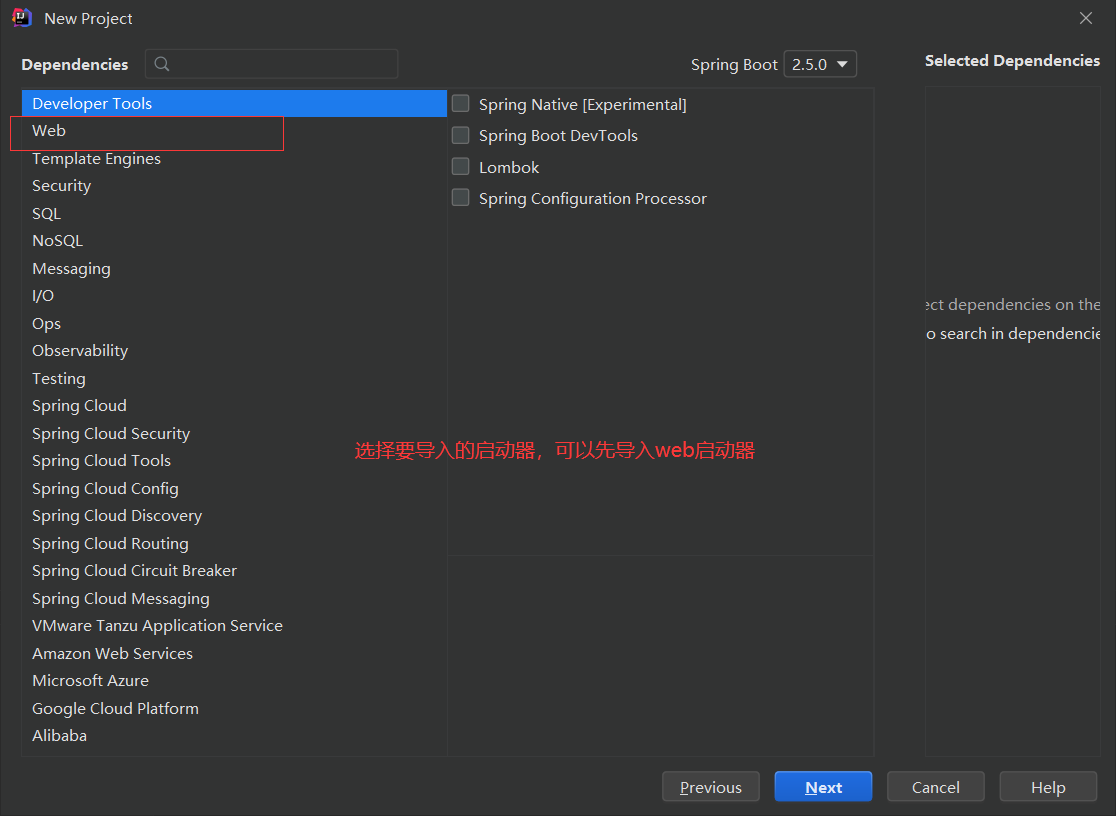 New Project
Dependencies
Spring Boot 2.5.0
Selected Dependencies
Developer Tools
Web
Template Engines
Security
SQL
NoSQL
Messaging
I/O
Ops
Observability
Testing
Spring Cloud
Spring Cloud Security
Spring Cloud Tools
Spring Cloud Config
Spring Cloud Discovery
Spring Cloud Routing
Spring Cloud Circuit Breaker
Spring Cloud Messaging
VMware Tanzu Application Service
Amazon Web Services
Microsoft Azure
Google Cloud Platform
Alibaba
Spring Native [Experimental]
Spring Boot DevTools
Lombok
Spring Configuration Processor
选择要导入的启动器，可以先导入web启动器
ect dependencies on the
o search in dependencie
Previous
Next
Cancel
Help